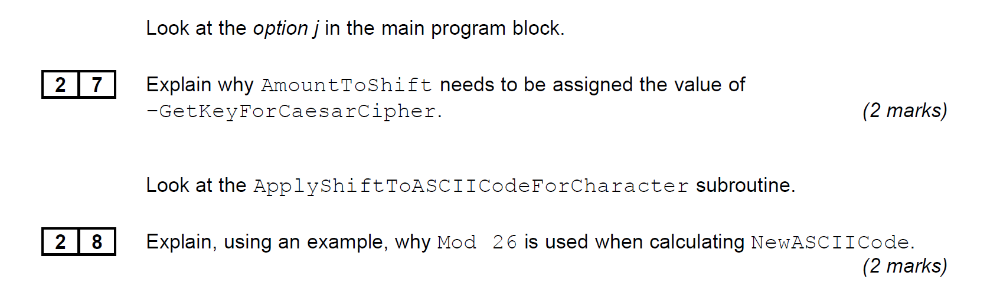 Look at the option j in the main program block.
2 7 Explain why AmountToShift needs to be assigned the value of
-GetKeyForCaesarCipher. (2 marks)
Look at the ApplyShiftToASCIICodeForCharacter subroutine.
2 8 Explain, using an example, why Mod 26 is used when calculating NewASCIICode.
(2 marks)